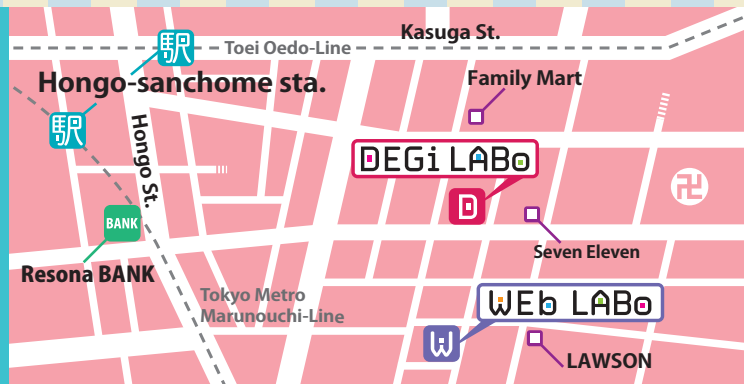 Kasuga St.
駅
Toei Oedo-Line
Hongo-sanchome sta.
Family Mart
駅
Hongo St.
DEGi LABo
D
卍
BANK
Seven Eleven
Resona BANK
Tokyo Metro
Marunouchi-Line
WEb LABo
W
LAWSON